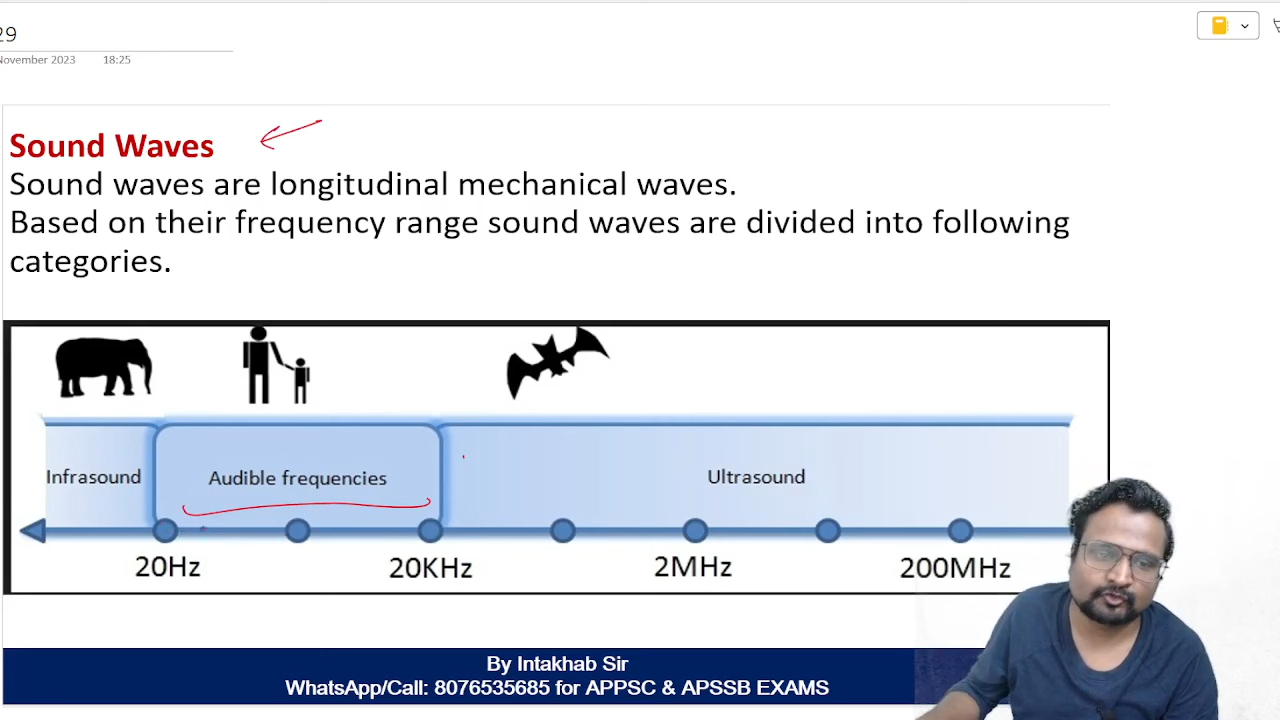 29
November 2023 18:25
Sound Waves
Sound waves are longitudinal mechanical waves.
Based on their frequency range sound waves are divided into following
categories.
Infrasound
Audible frequencies
Ultrasound
20Hz
20KHz
2MHz
200MHz
By Intakhab Sir
WhatsApp/Call: 8076535685 for APPSC & APSSB EXAMS